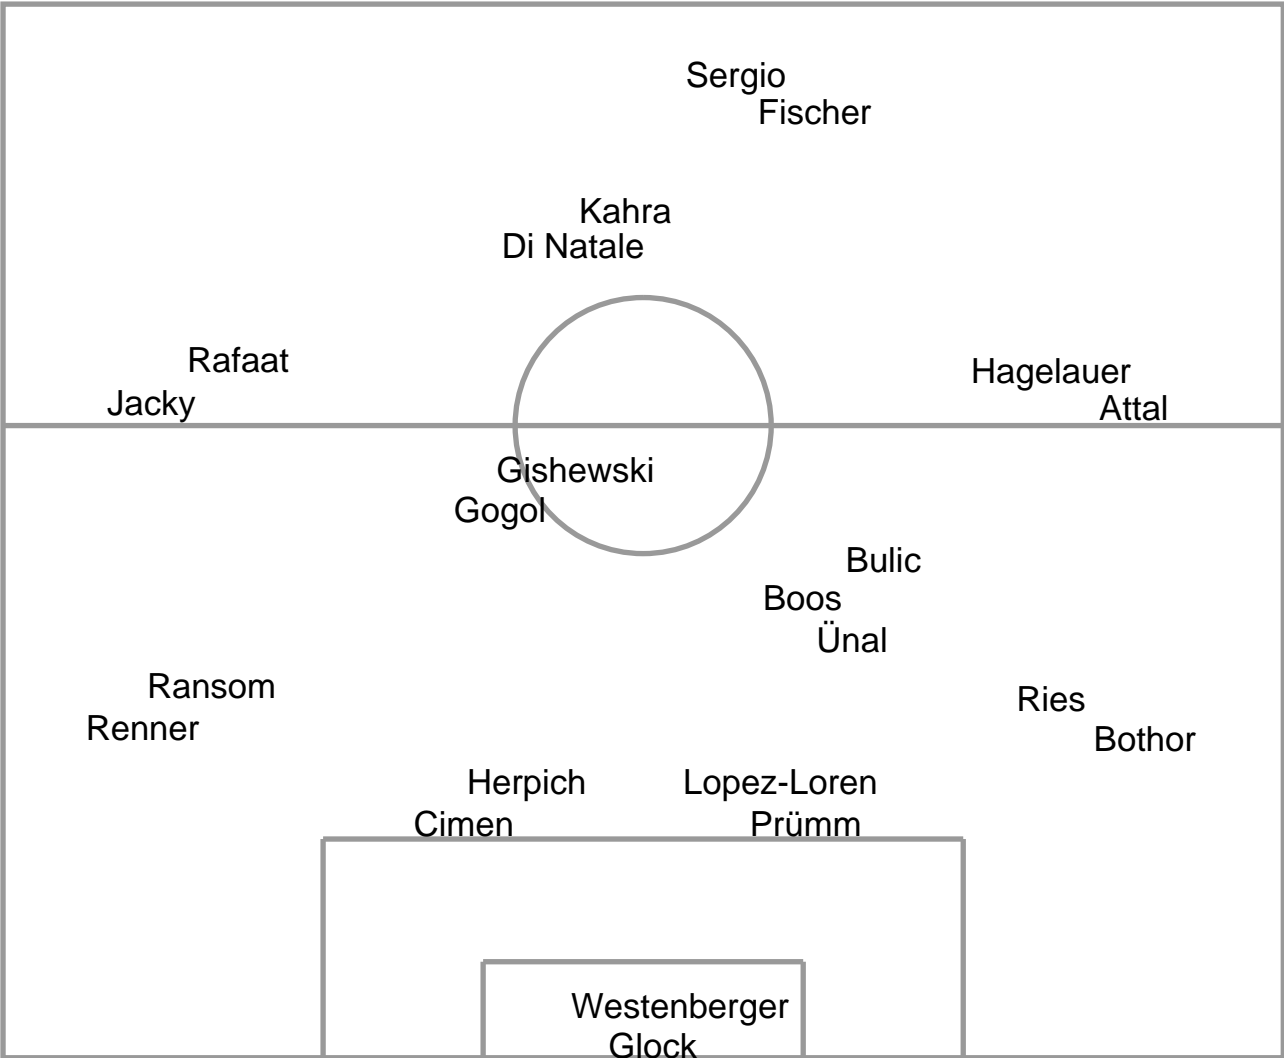 Sergio
Fischer
Kahra
Di Natale
Rafaat
Hagelauer
Jacky
Attal
Gishewski
Gogol
Bulic
Boos
Ünal
Ransom
Ries
Renner
Bothor
Herpich
Lopez-Loren
Cimen
Prümm
Westenberger
Glock